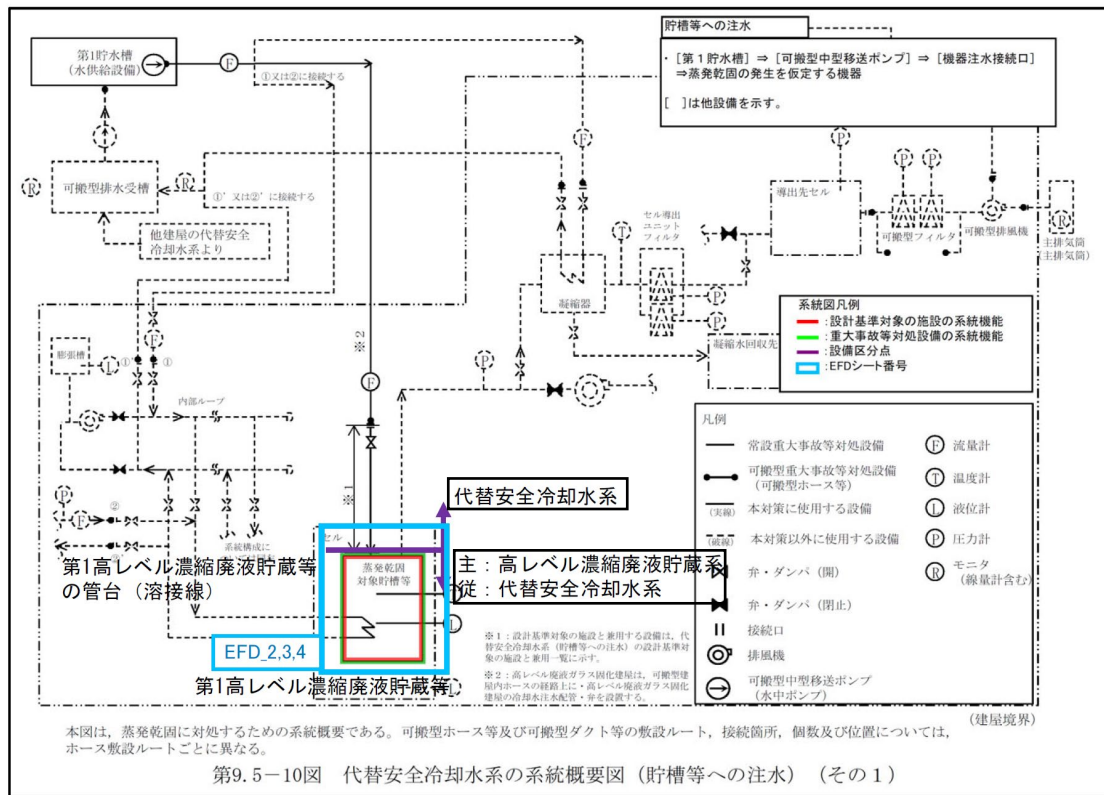 貯槽等への注水
・［第１貯水槽］⇒［可搬型中型移送ポンプ］⇒［機器注水接続口］
⇒蒸発乾固の発生を仮定する機器
［　］は他設備を示す。
第1貯水槽
(水供給設備)
F
①又は②に接続する
F
P
P
P
R
可搬型排水受槽
R
①’又は②’に接続する
導出先セル
セル導出
ユニット
フィルタ
T
可搬型フィルタ
可搬型排風機
R
主排気筒
(主排気筒)
他建屋の代替安全
冷却水系より
凝縮器
P
P
※2
系統図凡例
：設計基準対象の施設の系統機能
：重大事故等対処設備の系統機能
：設備区分点
：EFDシート番号
膨張槽
L
①’
F
①
P
凝縮水回収先
F
内部ループ
凡例
常設重大事故等対処設備
F 流量計
可搬型重大事故等対処設備
（可搬型ホース等）
T 温度計
(実線)
本対策に使用する設備
L 液位計
(破線)
本対策以外に使用する設備
P 圧力計
弁・ダンパ（開）
R モニタ
（線量計含む）
弁・ダンパ（閉止）
接続口
排風機
可搬型中型移送ポンプ
（水中ポンプ）
※1
P
F
②
系統構成に
代替安全冷却水系
セル
第1高レベル濃縮廃液貯蔵等
の管台（溶接線）
蒸発乾固
対象貯槽等
主：高レベル濃縮廃液貯蔵系
従：代替安全冷却水系
L
EFD_2,3,4
第1高レベル濃縮廃液貯蔵等
L
※１：設計基準対象の施設と兼用する設備は，代
替安全冷却水系（貯槽等への注水）の設計基準対
象の施設と兼用一覧に示す。
※２：高レベル廃液ガラス固化建屋は，可搬型建
屋内ホースの経路上に・高レベル廃液ガラス固化
建屋の冷却水注水配管・弁を設置する。
(建屋境界)
本図は，蒸発乾固に対処するための系統概要である。可搬型ホース等及び可搬型ダクト等の敷設ルート，接続箇所，個数及び位置については，
ホース敷設ルートごとに異なる。
第9.5－10図　代替安全冷却水系の系統概要図（貯槽等への注水）（その１）